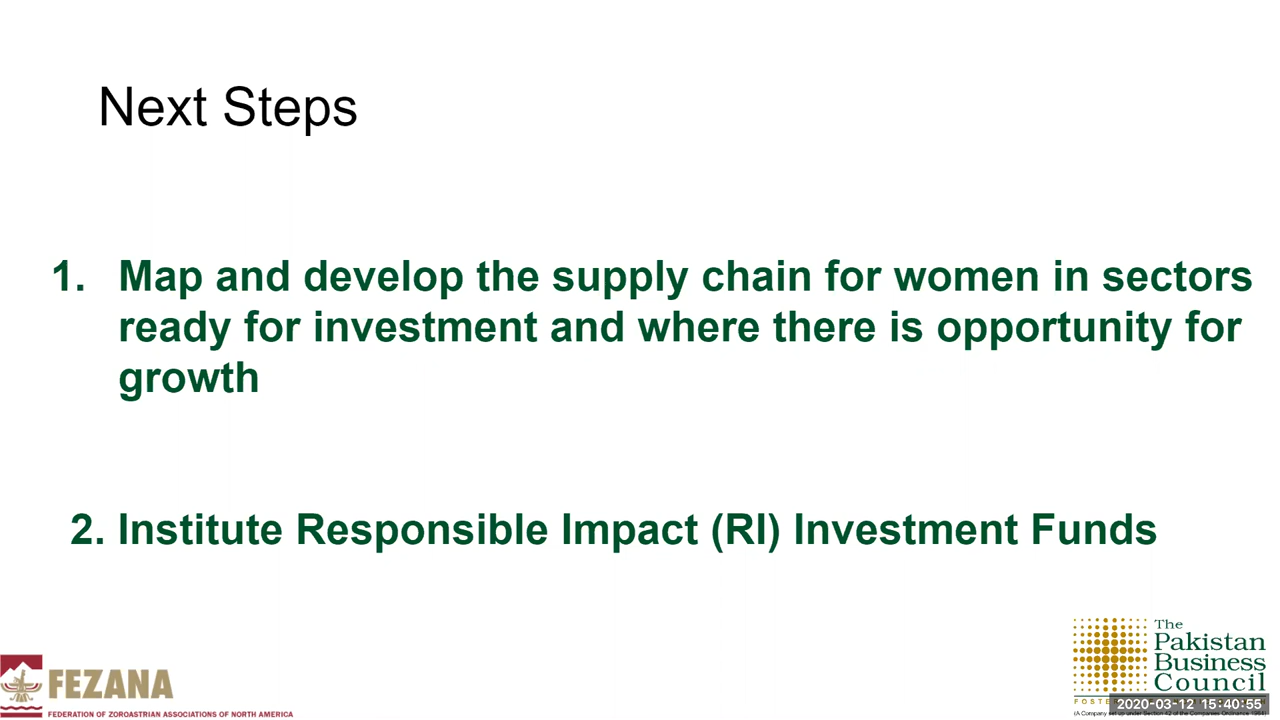 Next Steps
1. Map and develop the supply chain for women in sectors
ready for investment and where there is opportunity for
growth
2. Institute Responsible Impact (RI) Investment Funds
FEZANA
FEDERATION OF ZOROASTRIAN ASSOCIATIONS OF NORTH AMERICA
The
Pakistan
Business
Council
2020-03-12 15:40:55